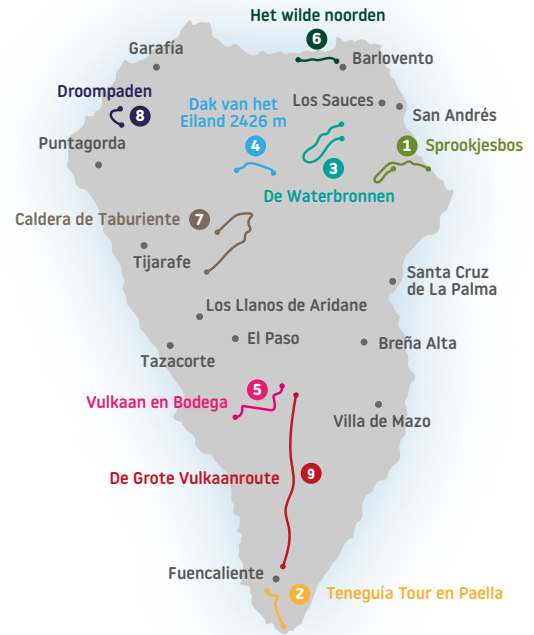 Het wilde noorden
6
Garafía
Barlovento
Droompaden
8
Dak van het
Eiland 2426 m
4
Los Sauces
San Andrés
Puntagorda
1 Sprookjesbos
3
De Waterbronnen
Caldera de Taburiente 7
Tijarafe
Santa Cruz
de La Palma
Los Llanos de Aridane
El Paso
Breña Alta
Tazacorte
5
Vulkaan en Bodega
Villa de Mazo
De Grote Vulkaanroute 9
Fuencaliente
2 Teneguía Tour en Paella